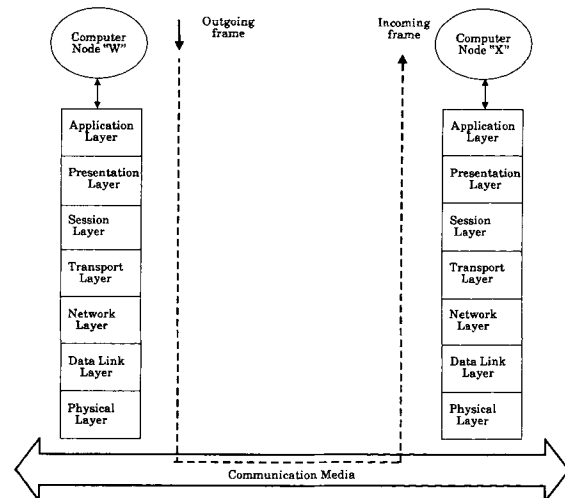 Computer
Node "W"
Outgoing
frame
Incoming
frame
Computer
Node "X"
Application
Layer
Presentation
Layer
Session
Layer
Transport
Layer
Network
Layer
Data Link
Layer
Physical
Layer
Application
Layer
Presentation
Layer
Session
Layer
Transport
Layer
Network
Layer
Data Link
Layer
Physical
Layer
Communication Media